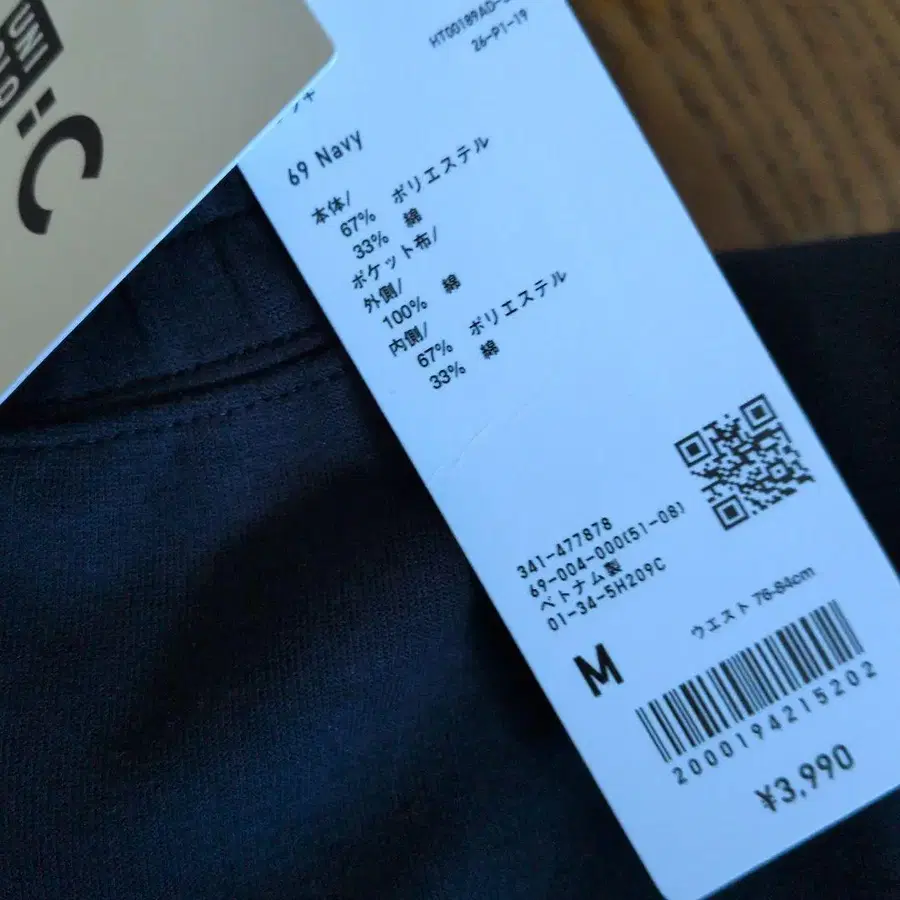 UNI
QLO
:C
HT00189AD-
26-P1-19
69 Navy
本体/
67% ポリエステル
33% 綿
ポケット布/
外側/
100% 綿
内側/
67% ポリエステル
33% 綿
341-477878
69-004-000(51-08)
ベトナム製
01-34-5H209C
M
ウエスト 76-84cm
2000194215202
¥3,990